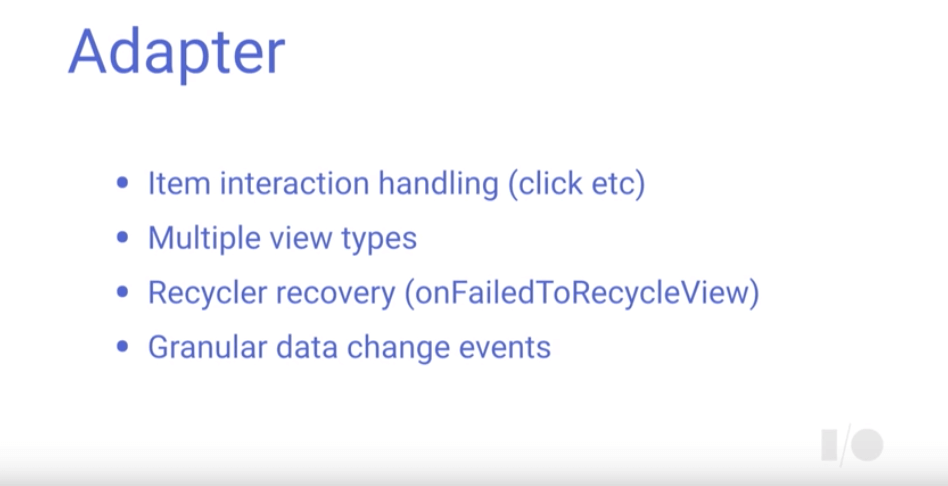 Adapter
• Item interaction handling (click etc)
• Multiple view types
• Recycler recovery (onFailedToRecycleView)
• Granular data change events
I/O